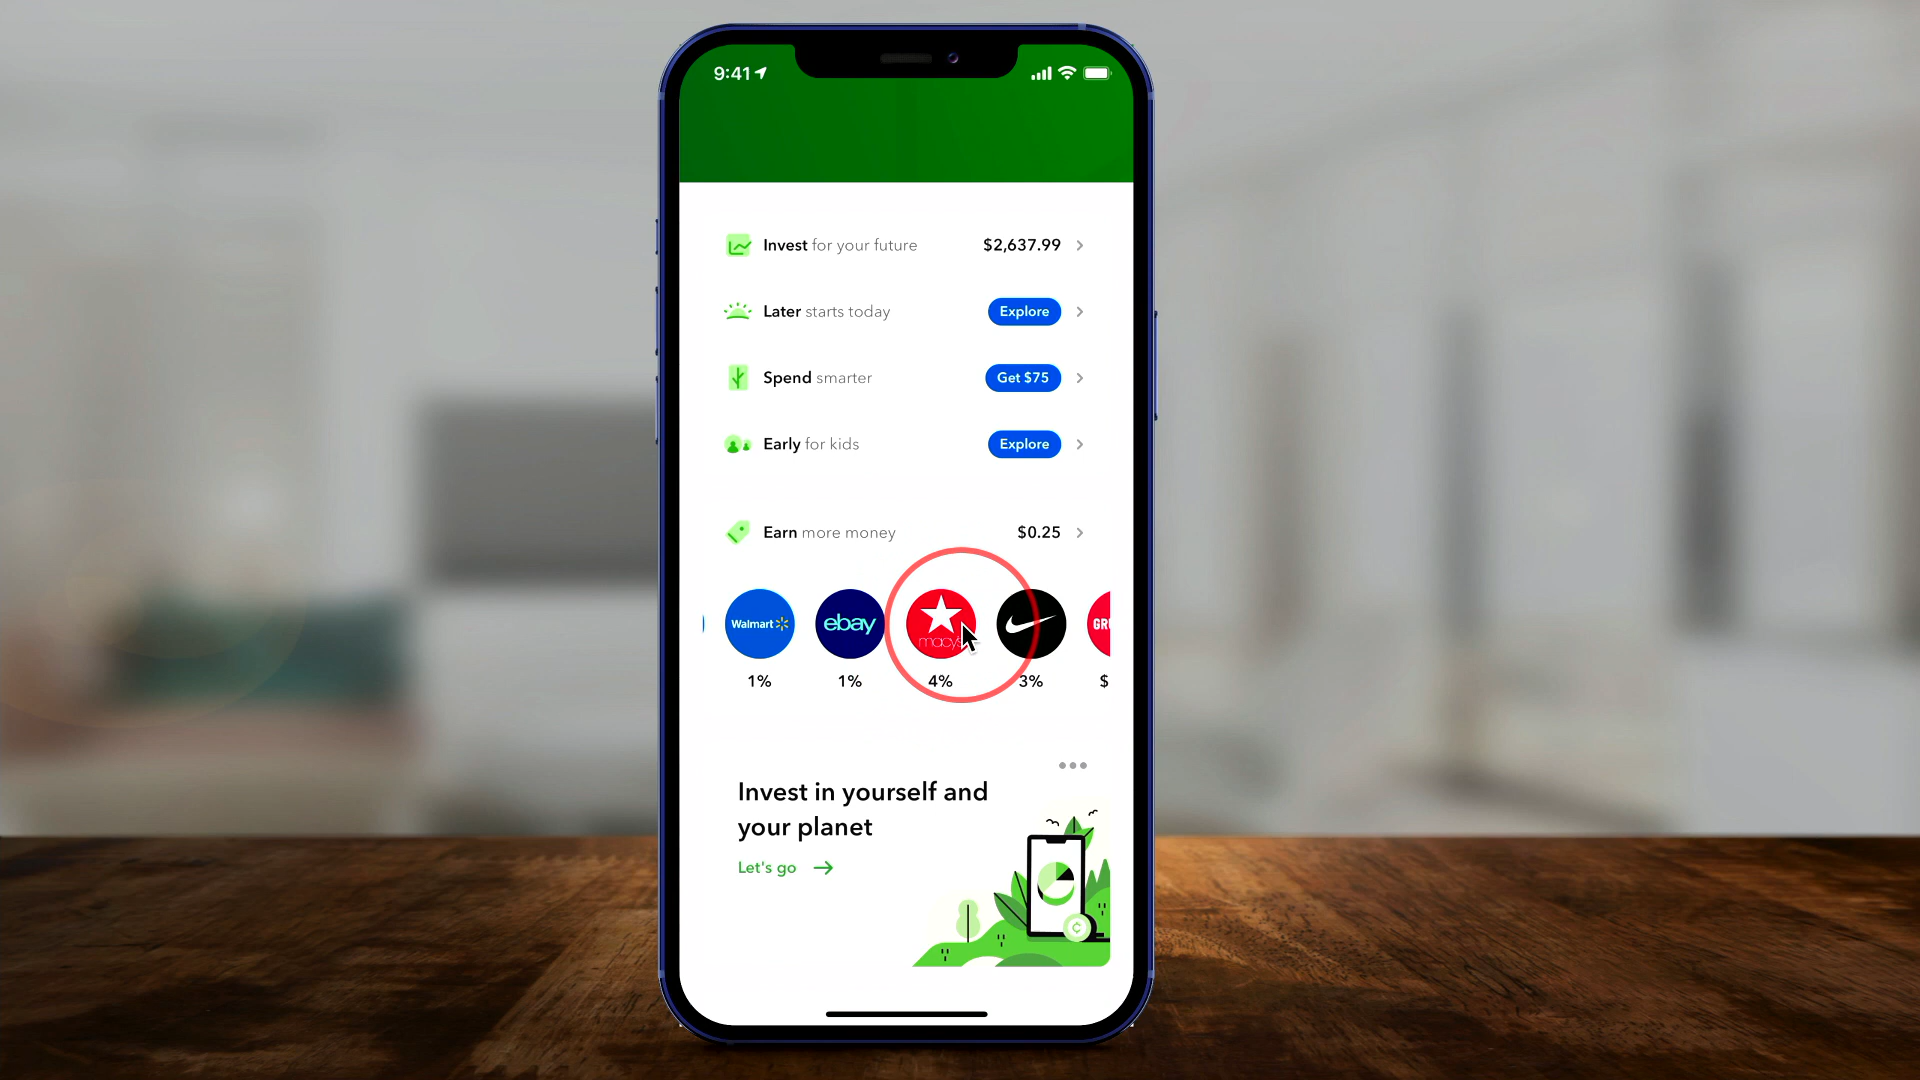 9:41
Invest for your future $2,637.99
Later starts today Explore
Spend smarter Get $75
Early for kids Explore
Earn more money $0.25
Walmart ebay macy's GR
1% 1% 4% 3% $
Invest in yourself and
your planet
Let's go
¢